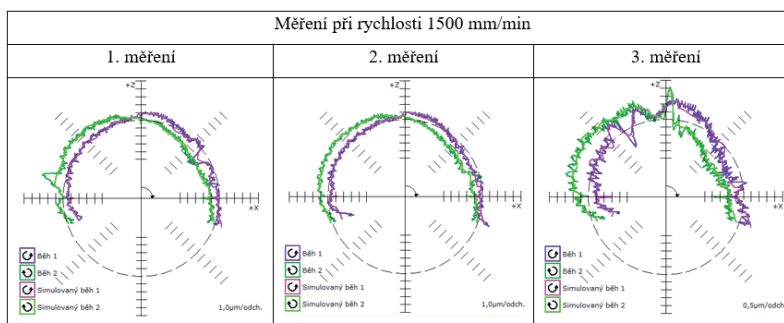 Měření při rychlosti 1500 mm/min
1. měření
2. měření
3. měření
+Z
+X
Běh 1
Běh 2
Simulovaný běh 1
Simulovaný běh 2
1,0µm/odch.
+Z
+X
Běh 1
Běh 2
Simulovaný běh 1
Simulovaný běh 2
1,0µm/odch.
+Z
+X
Běh 1
Běh 2
Simulovaný běh 1
Simulovaný běh 2
0,5µm/odch.